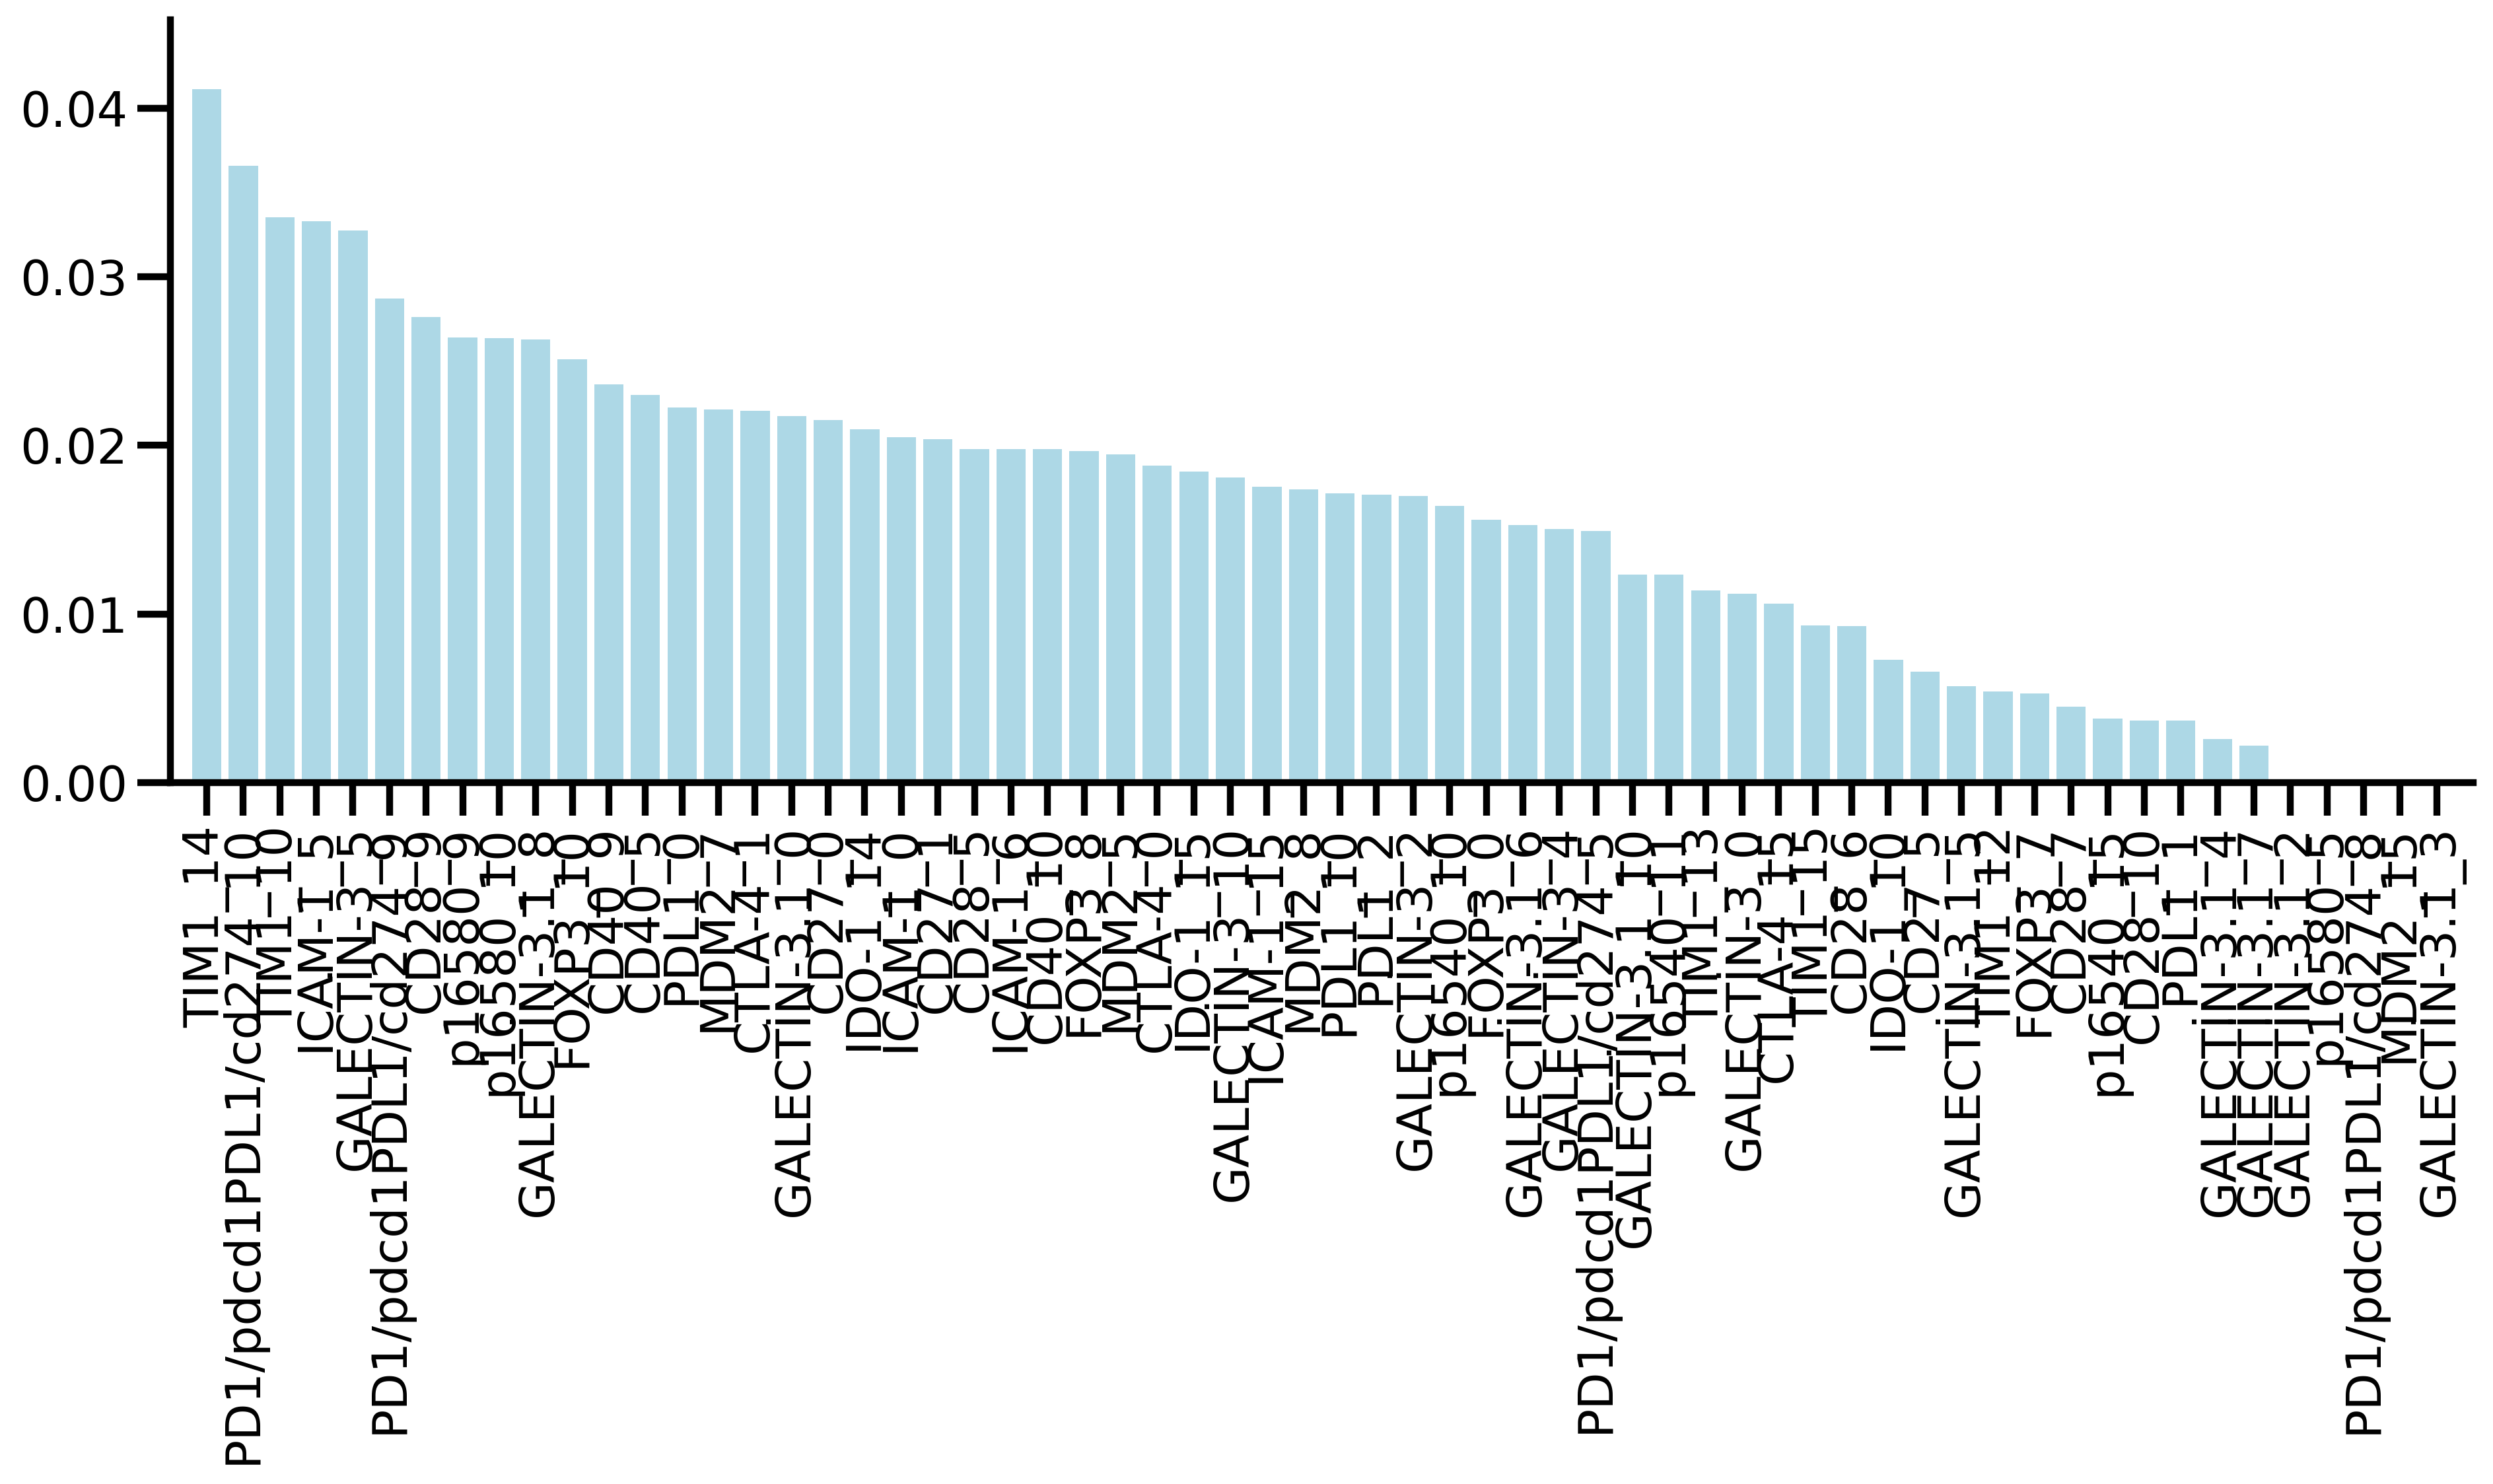 0.04
0.03
0.02
0.01
0.00
TIM1_14
PD1/pdcd1PDL1/cd274_10
TIM1_10
ICAM-1_5
GALECTIN-3_5
PD1/pdcd1PDL1/cd274_9
CD28_9
p16580_9
p16580_10
GALECTIN-3.1_8
FOXP3_10
CD40_9
CD40_5
PDL1_0
MDM2_7
CTLA-4_1
GALECTIN-3.1_0
CD27_0
IDO-1_14
ICAM-1_0
CD27_1
CD28_5
ICAM-1_6
CD40_10
FOXP3_8
MDM2_5
CTLA-4_0
IDO-1_5
GALECTIN-3_10
ICAM-1_15
MDM2_8
PDL1_10
PDL1_2
GALECTIN-3_2
p16540_10
FOXP3_0
GALECTIN-3.1_6
GALECTIN-3_4
PD1/pdcd1PDL1/cd274_5
GALECTIN-3.1_10
p16540_11
TIM1_13
GALECTIN-3_0
CTLA-4_15
TIM1_15
CD28_6
IDO-1_10
CD27_5
GALECTIN-3.1_5
TIM1_12
FOXP3_7
CD28_7
p16540_15
CD28_10
PDL1_1
GALECTIN-3.1_4
GALECTIN-3.1_7
GALECTIN-3.1_2
p16580_5
PD1/pdcd1PDL1/cd274_8
MDM2_15
GALECTIN-3.1_3